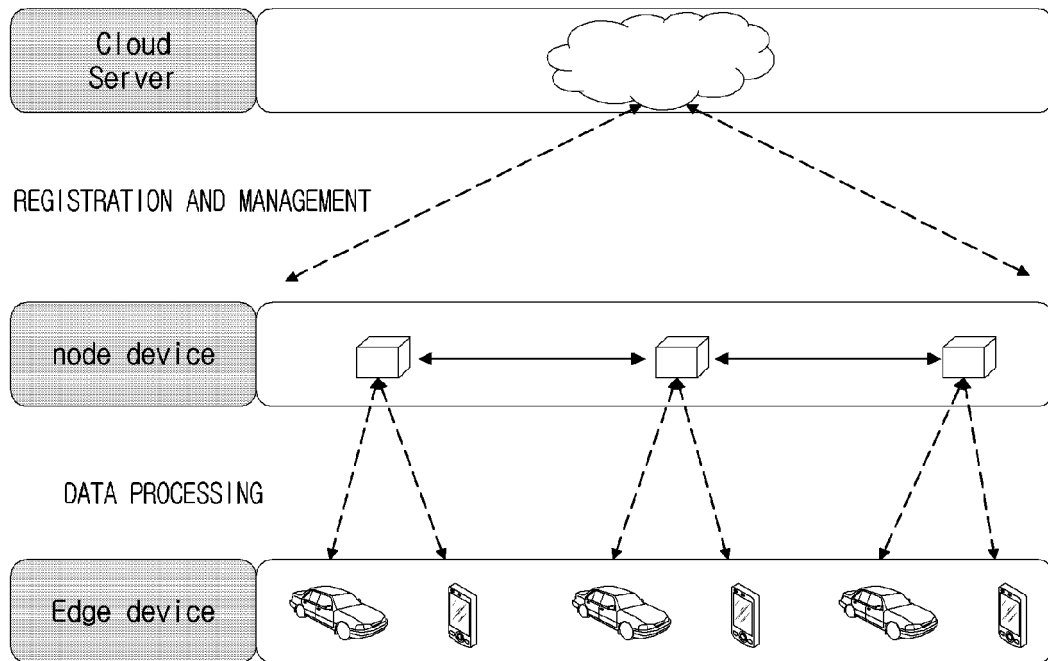 Cloud
Server
REGISTRATION AND MANAGEMENT
node device
DATA PROCESSING
Edge device